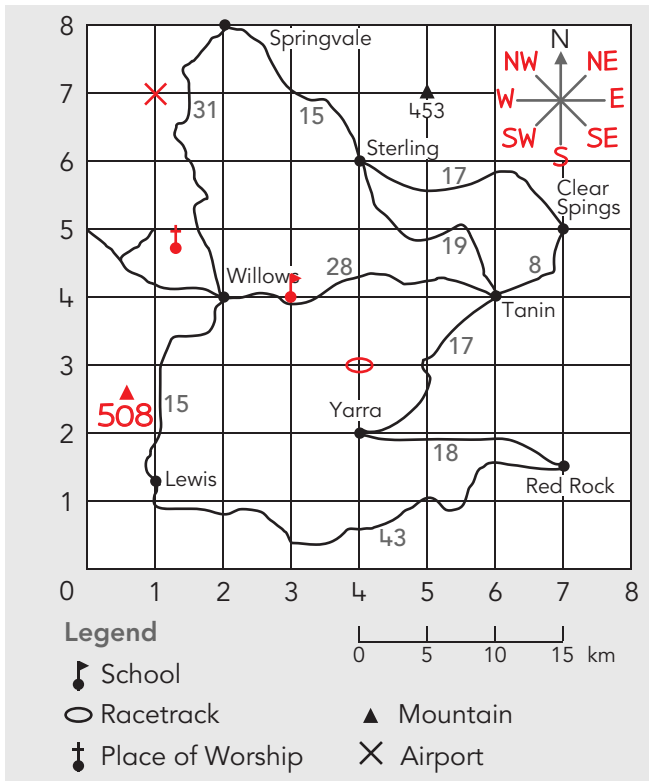 8
Springvale
N
NW
NE
7
453
W
E
31
15
SW
SE
6
Sterling
S
17
Clear
Spings
5
19
Willows
28
8
4
Tanin
17
3
508
15
Yarra
2
18
Lewis
Red Rock
1
43
0 1 2 3 4 5 6 7 8
Legend
0 5 10 15 km
School
Racetrack
Mountain
Place of Worship
Airport